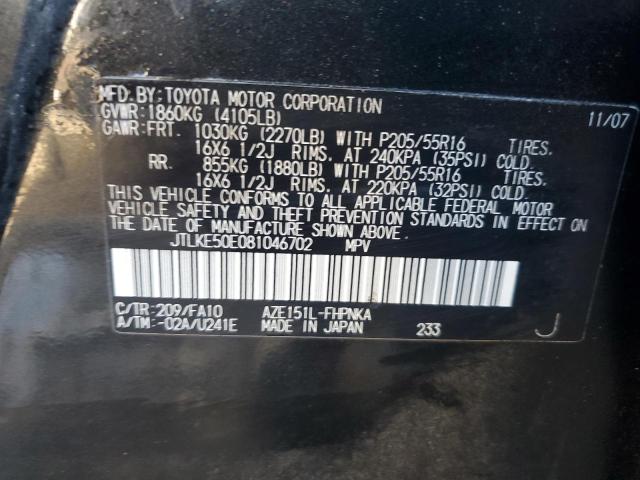 MFD. BY: TOYOTA MOTOR CORPORATION
GVWR: 1860KG (4105LB) 11/07
GAWR: FRT. 1030KG (2270LB) WITH P205/55R16 TIRES.
16X6 1/2J RIMS. AT 240KPA (35PSI) COLD.
RR. 855KG (1880LB) WITH P205/55R16 TIRES.
16X6 1/2J RIMS. AT 220KPA (32PSI) COLD.
THIS VEHICLE CONFORMS TO ALL APPLICABLE FEDERAL MOTOR
VEHICLE SAFETY AND THEFT PREVENTION STANDARDS IN EFFECT ON
THE DATE OF MANUFACTURE SHOWN ABOVE.
JTLKE50E081046702 MPV
C/TR: 209/FA10 AZE151L-FHPNKA
A/TM: -02A/U241E MADE IN JAPAN 233 J